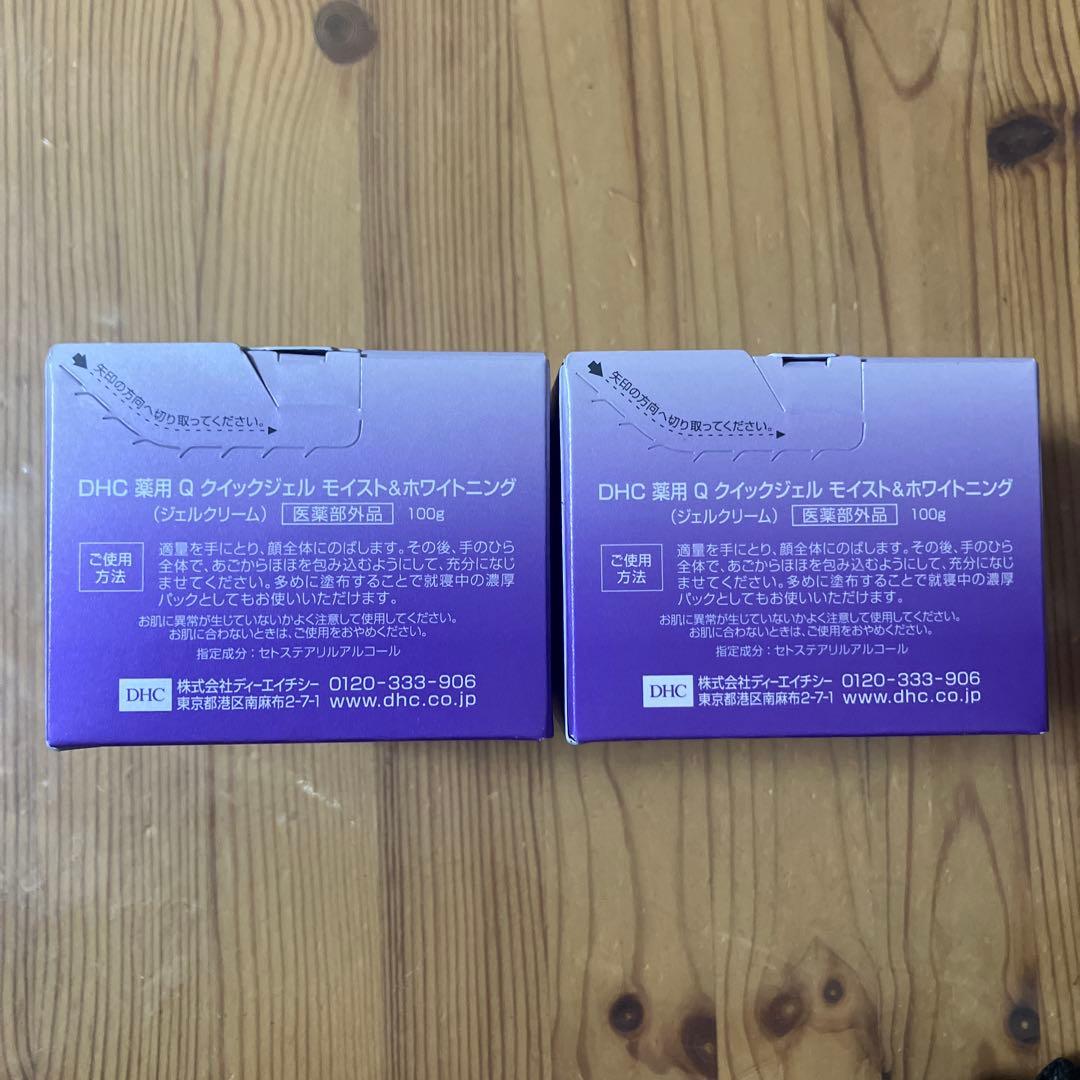 矢印の方向へ切り取ってください。
DHC 薬用 Q クイックジェル モイスト&ホワイトニング
（ジェルクリーム） 医薬部外品 100g
ご使用
方法
適量を手にとり、顔全体にのばします。その後、手のひら
全体で、あごからほほを包み込むようにして、充分になじ
ませてください。多めに塗布することで就寝中の濃厚
パックとしてもお使いいただけます。
お肌に異常が生じていないかよく注意して使用してください。
お肌に合わないときは、ご使用をおやめください。
指定成分：セトステアリルアルコール
DHC
株式会社ディーエイチシー 0120-333-906
東京都港区南麻布2-7-1 www.dhc.co.jp
矢印の方向へ切り取ってください。
DHC 薬用 Q クイックジェル モイスト&ホワイトニング
（ジェルクリーム） 医薬部外品 100g
ご使用
方法
適量を手にとり、顔全体にのばします。その後、手のひら
全体で、あごからほほを包み込むようにして、充分になじ
ませてください。多めに塗布することで就寝中の濃厚
パックとしてもお使いいただけます。
お肌に異常が生じていないかよく注意して使用してください。
お肌に合わないときは、ご使用をおやめください。
指定成分：セトステアリルアルコール
DHC
株式会社ディーエイチシー 0120-333-906
東京都港区南麻布2-7-1 www.dhc.co.jp